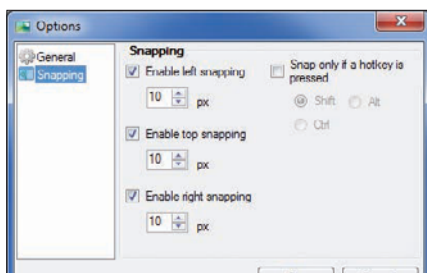 Options
General
Snapping
Snapping
Enable left snapping
10 px
Enable top snapping
10 px
Enable right snapping
10 px
Snap only if a hotkey is
pressed
Shift Alt
Ctrl